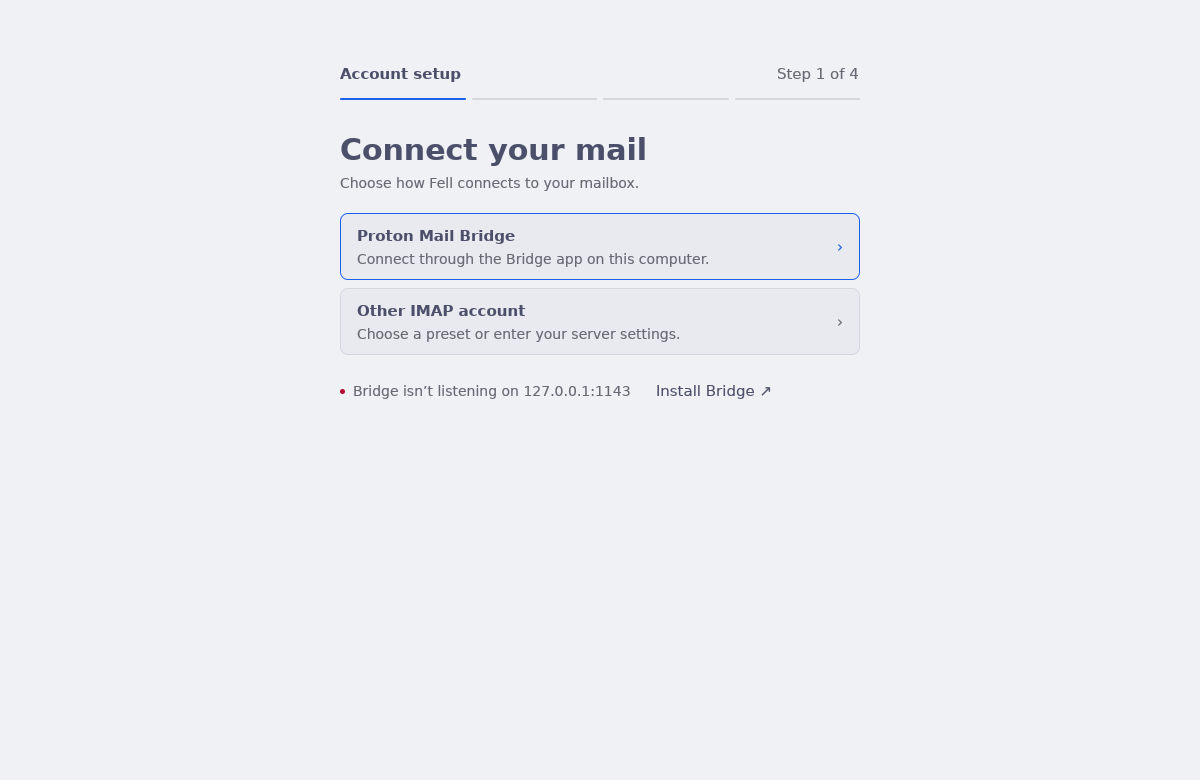 Account setup
Step 1 of 4
Connect your mail
Choose how Fell connects to your mailbox.
Proton Mail Bridge
Connect through the Bridge app on this computer.
›
Other IMAP account
Choose a preset or enter your server settings.
›
Bridge isn’t listening on 127.0.0.1:1143 Install Bridge ↗